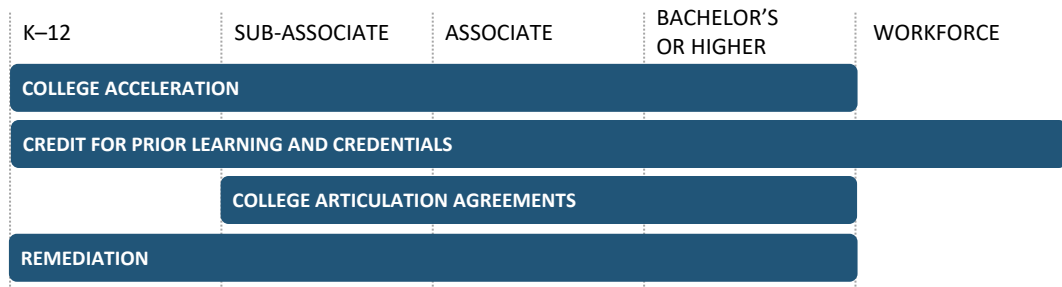 K–12
SUB-ASSOCIATE
ASSOCIATE
BACHELOR’S
OR HIGHER
WORKFORCE
COLLEGE ACCELERATION
CREDIT FOR PRIOR LEARNING AND CREDENTIALS
COLLEGE ARTICULATION AGREEMENTS
REMEDIATION